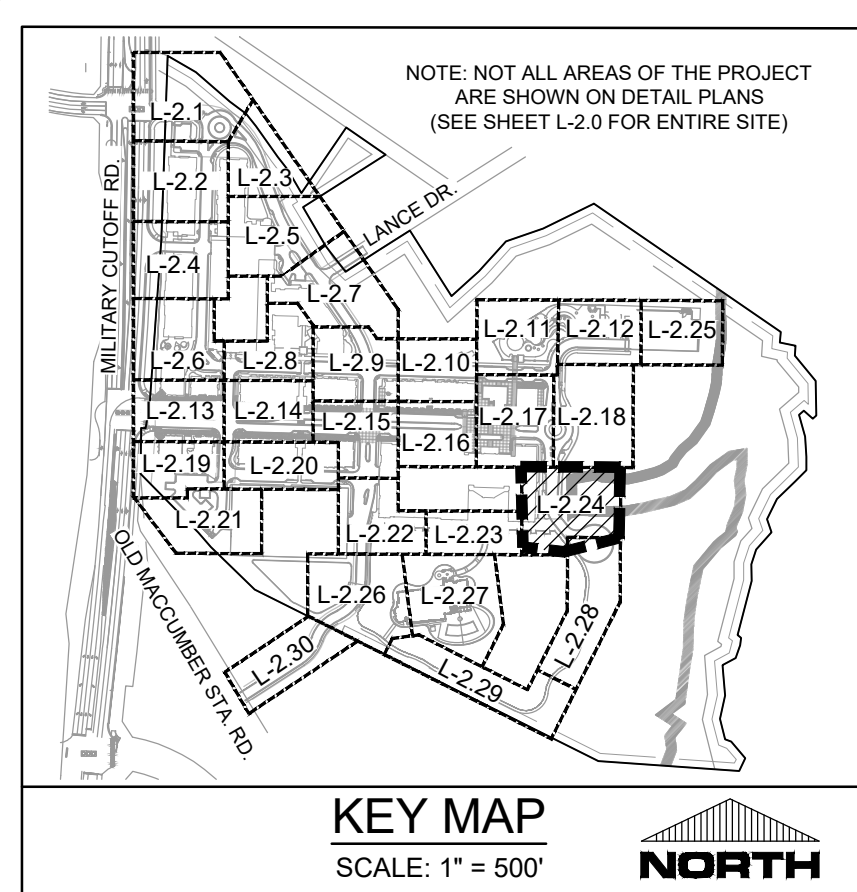 NOTE: NOT ALL AREAS OF THE PROJECT
ARE SHOWN ON DETAIL PLANS
(SEE SHEET L-2.0 FOR ENTIRE SITE)
L-2.1
L-2.2
L-2.3
LANCE DR.
MILITARY CUTOFF RD.
L-2.4
L-2.5
L-2.7
L-2.6
L-2.8
L-2.9
L-2.10
L-2.11
L-2.12
L-2.25
L-2.13
L-2.14
L-2.15
L-2.16
L-2.17
L-2.18
L-2.19
L-2.20
L-2.21
L-2.22
L-2.23
L-2.24
OLD MACCUMBER STA. RD.
L-2.26
L-2.27
L-2.28
L-2.30
L-2.29
KEY MAP
SCALE: 1" = 500'
NORTH